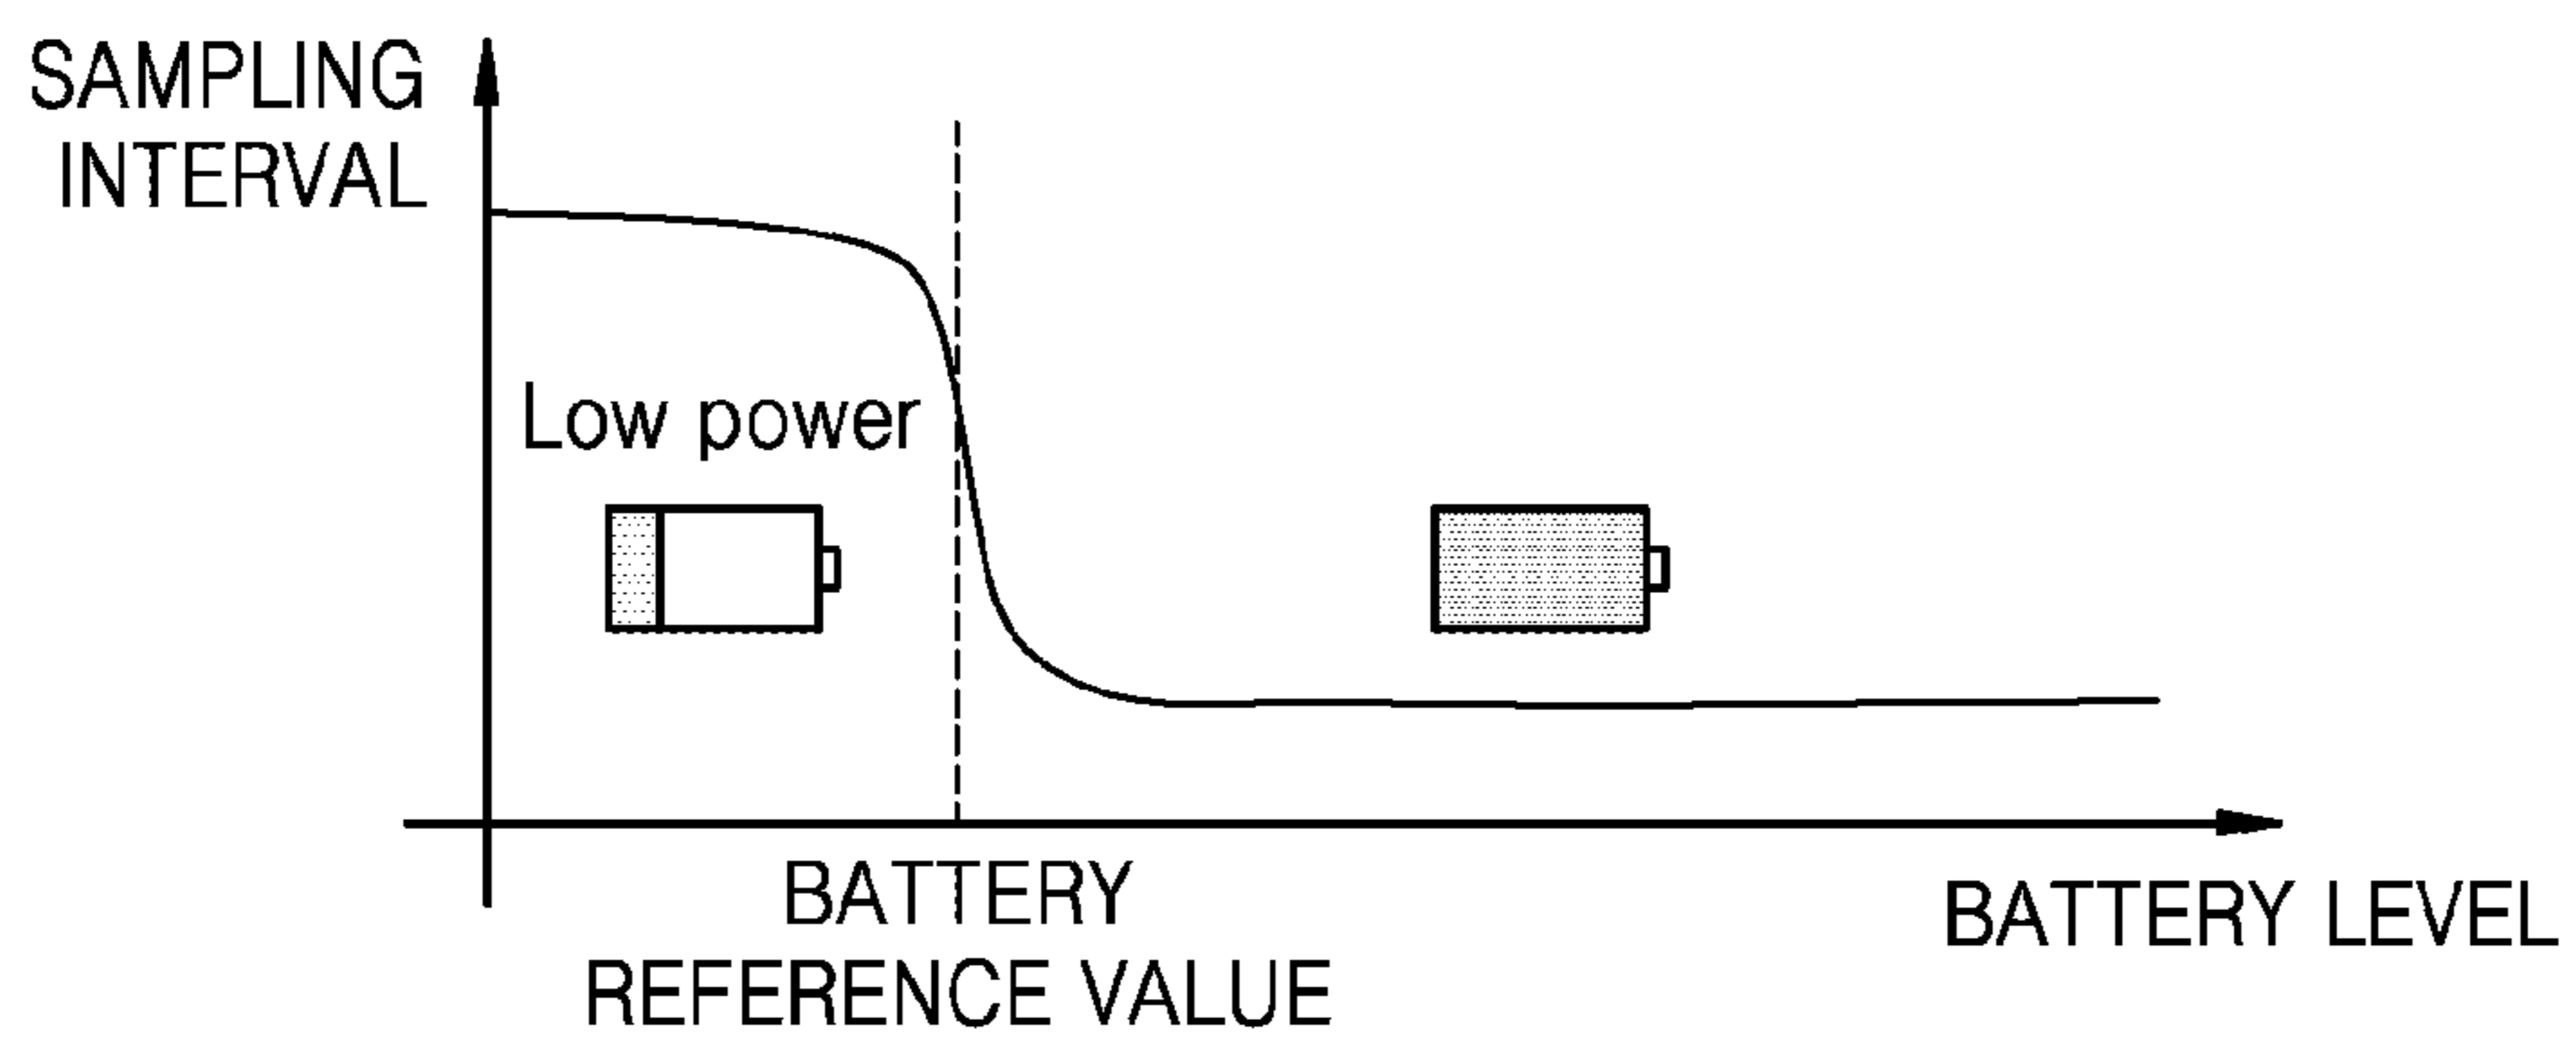 SAMPLING
INTERVAL
Low power
BATTERY
REFERENCE VALUE
BATTERY LEVEL